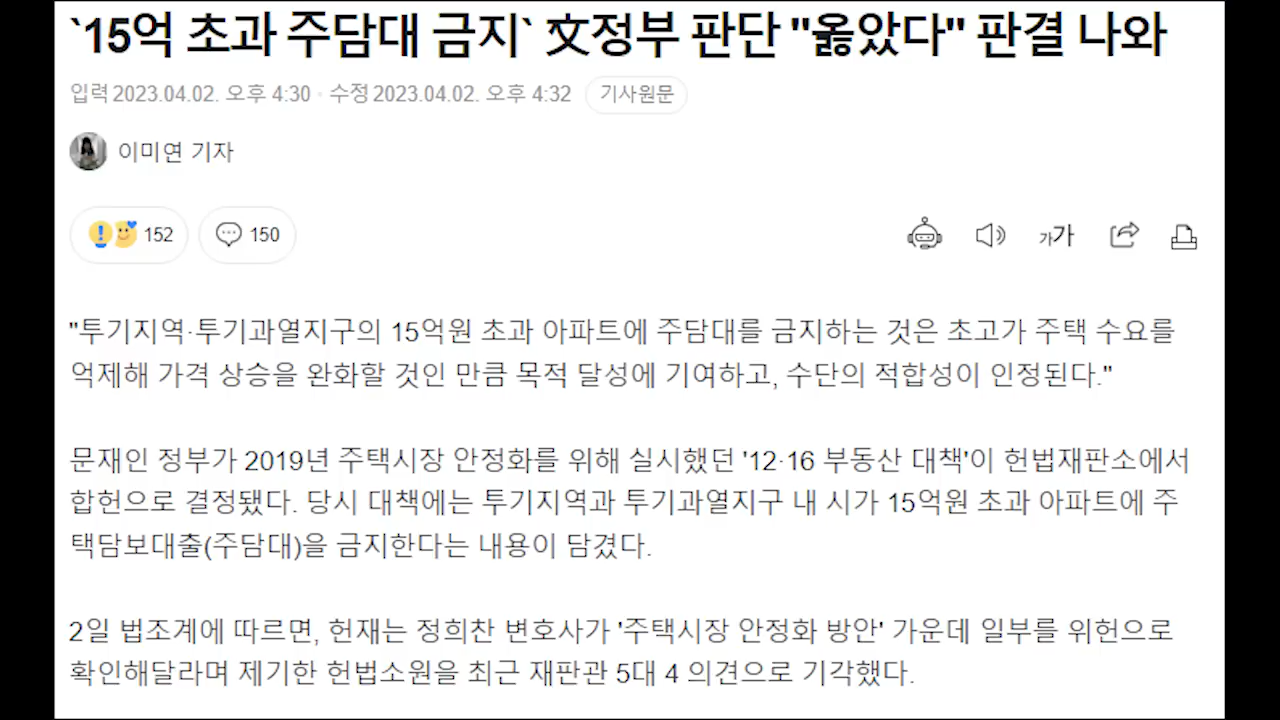 `15억 초과 주담대 금지` 文정부 판단 "옳았다" 판결 나와
입력 2023.04.02. 오후 4:30 · 수정 2023.04.02. 오후 4:32 기사원문
이미연 기자
152 150
가가
"투기지역·투기과열지구의 15억원 초과 아파트에 주담대를 금지하는 것은 초고가 주택 수요를
억제해 가격 상승을 완화할 것인 만큼 목적 달성에 기여하고, 수단의 적합성이 인정된다."
문재인 정부가 2019년 주택시장 안정화를 위해 실시했던 '12·16 부동산 대책'이 헌법재판소에서
합헌으로 결정됐다. 당시 대책에는 투기지역과 투기과열지구 내 시가 15억원 초과 아파트에 주
택담보대출(주담대)을 금지한다는 내용이 담겼다.
2일 법조계에 따르면, 헌재는 정희찬 변호사가 '주택시장 안정화 방안' 가운데 일부를 위헌으로
확인해달라며 제기한 헌법소원을 최근 재판관 5대 4 의견으로 기각했다.